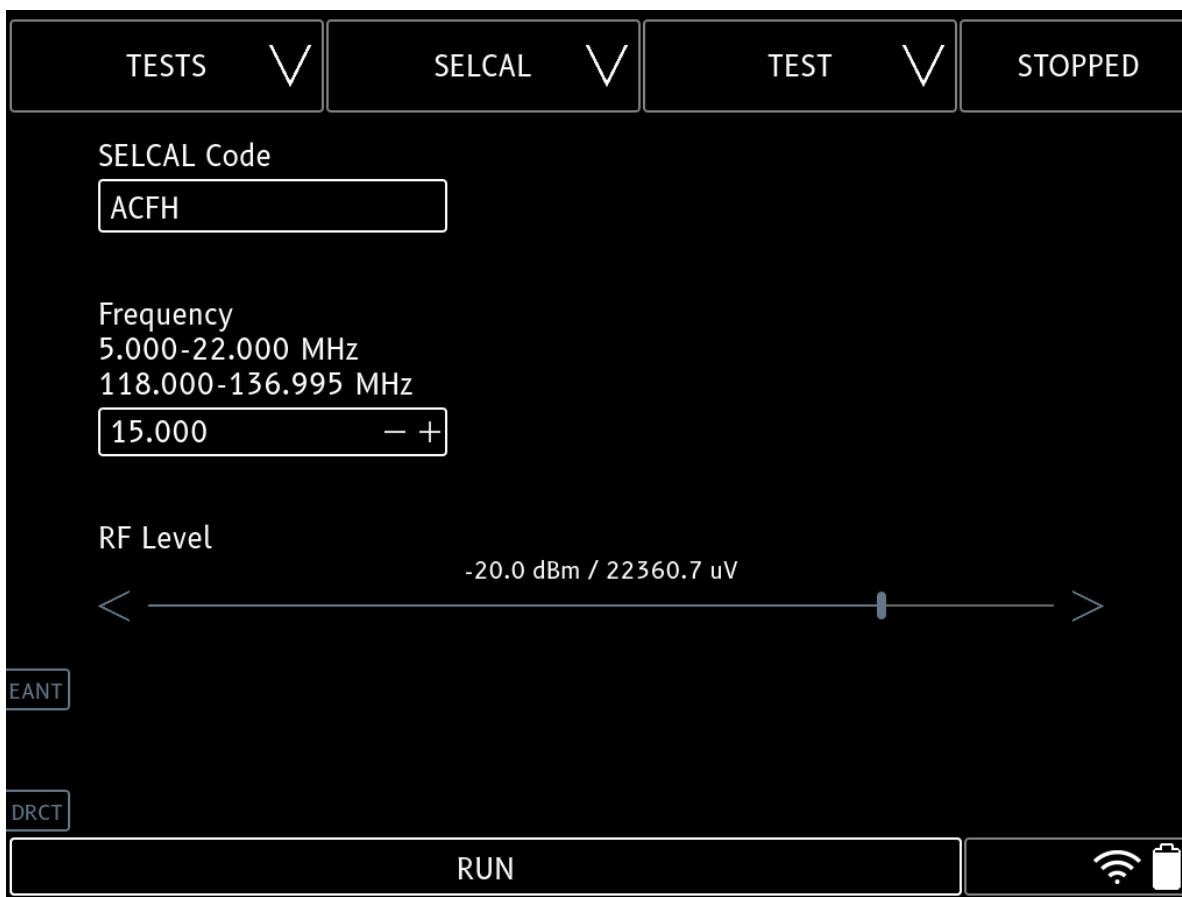 TESTS SELCAL TEST STOPPED
SELCAL Code
ACFH
Frequency
5.000-22.000 MHz
118.000-136.995 MHz
15.000 − +
RF Level
-20.0 dBm / 22360.7 uV
EANT
DRCT
RUN